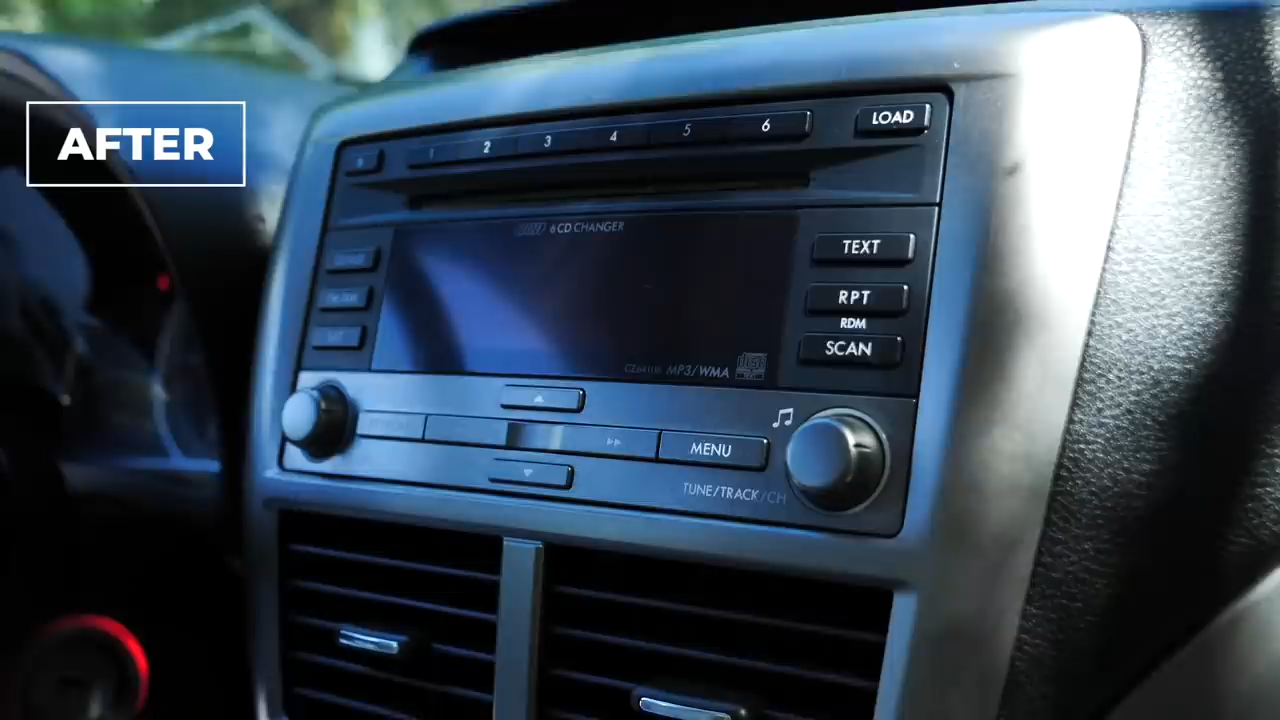 AFTER
1 2 3 4 5 6 LOAD
6 CD CHANGER
TEXT
RPT
RDM
SCAN
MP3/WMA
MENU
TUNE/TRACK/CH